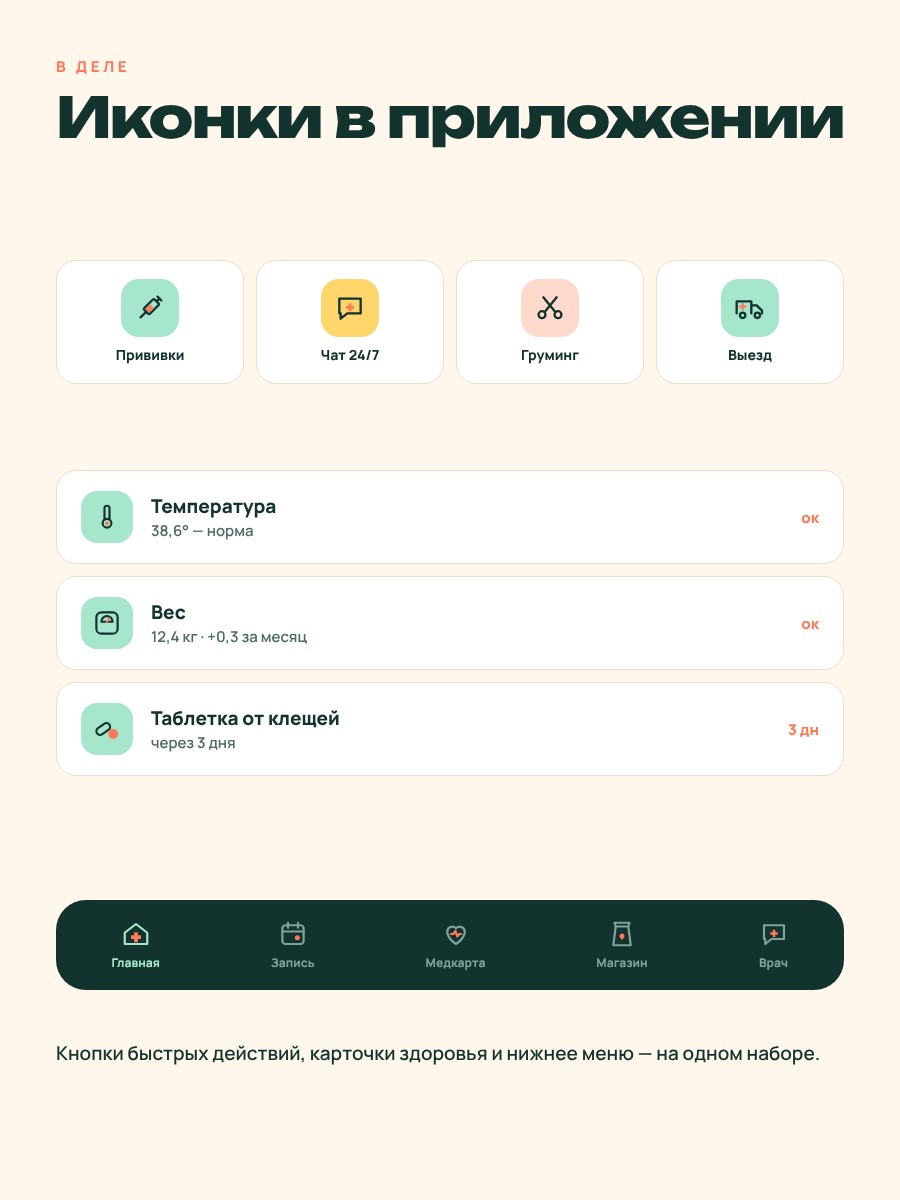 В ДЕЛЕ
Иконки в приложении
Прививки
Чат 24/7
Груминг
Выезд
Температура
38,6° — норма
ок
Вес
12,4 кг · +0,3 за месяц
ок
Таблетка от клещей
через 3 дня
3 дн
Главная
Запись
Медкарта
Магазин
Врач
Кнопки быстрых действий, карточки здоровья и нижнее меню — на одном наборе.